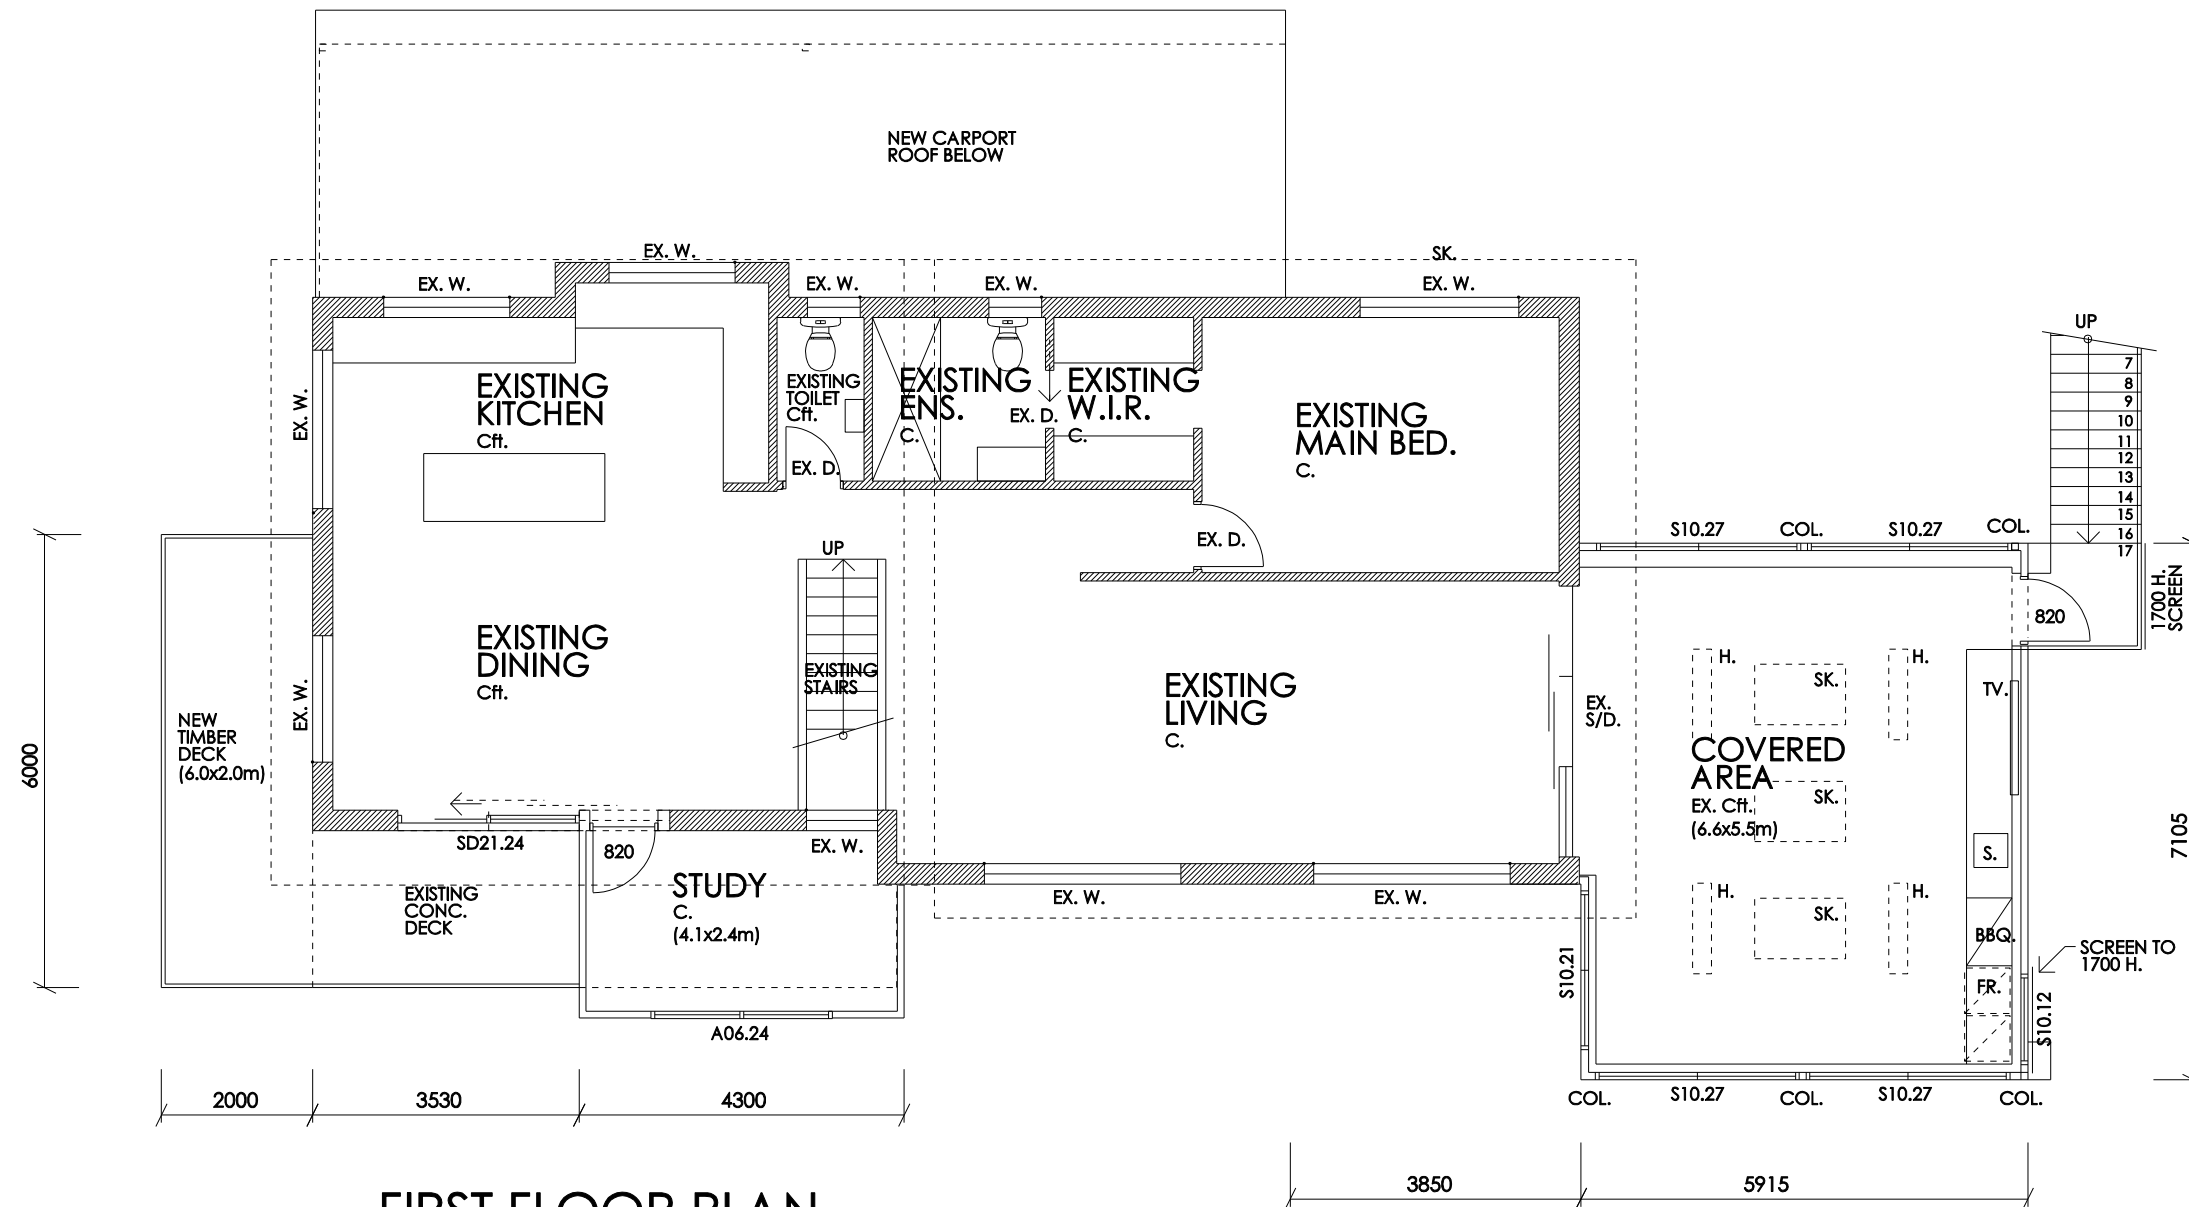 NEW CARPORT
ROOF BELOW
EX. W.
SK.
EX. W.
EX. W.
EX. W.
EX. W.
UP
7
8
9
10
11
12
13
14
15
16
17
EX. W.
EXISTING
KITCHEN
Cft.
EXISTING
TOILET
Cft.
EX. D.
EXISTING
ENS.
C.
EX. D.
EXISTING
W.I.R.
C.
EXISTING
MAIN BED.
C.
EX. D.
S10.27
COL.
S10.27
COL.
1700 H.
SCREEN
820
UP
EXISTING
STAIRS
EXISTING
DINING
Cft.
EX. W.
NEW
TIMBER
DECK
(6.0x2.0m)
6000
EXISTING
LIVING
C.
EX.
S/D.
H.
SK.
H.
TV.
COVERED
AREA
EX. Cft.
(6.6x5.5m)
SK.
S.
7105
H.
SK.
H.
BBQ.
FR.
SCREEN TO
1700 H.
S10.12
S10.21
SD21.24
820
EX. W.
STUDY
C.
(4.1x2.4m)
EXISTING
CONC.
DECK
EX. W.
EX. W.
A06.24
COL.
S10.27
COL.
S10.27
COL.
2000
3530
4300
3850
5915
FIRST FLOOR PLAN